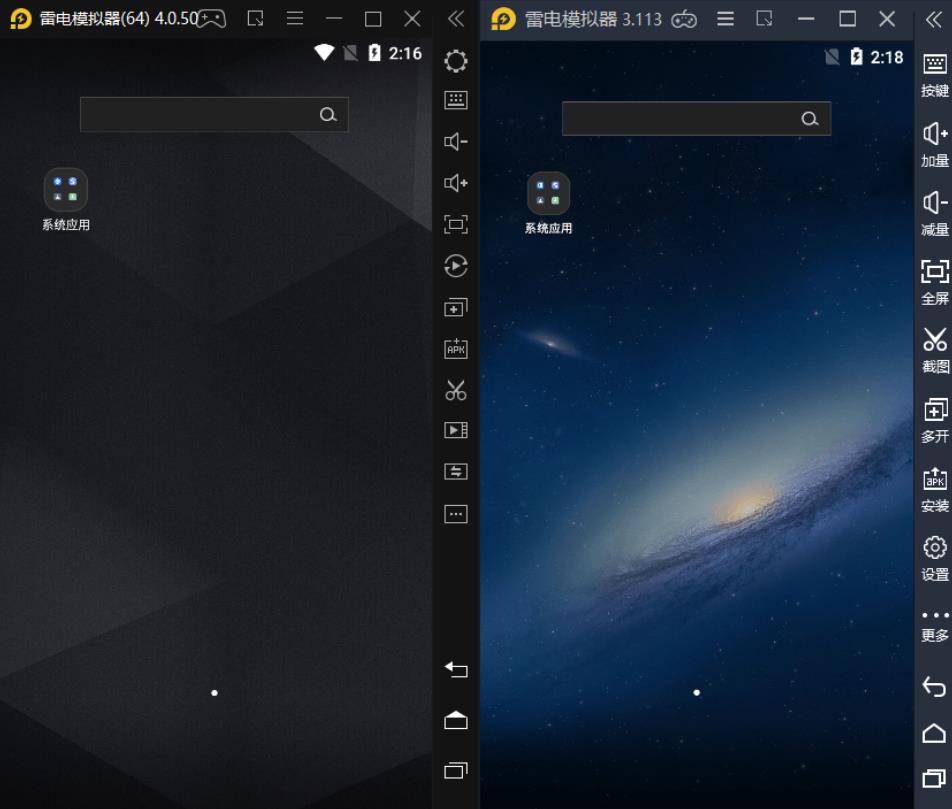 雷电模拟器(64) 4.0.50
2:16
系统应用
APK
雷电模拟器 3.113
2:18
系统应用
按键
加量
减量
全屏
截图
多开
APK
安装
设置
更多